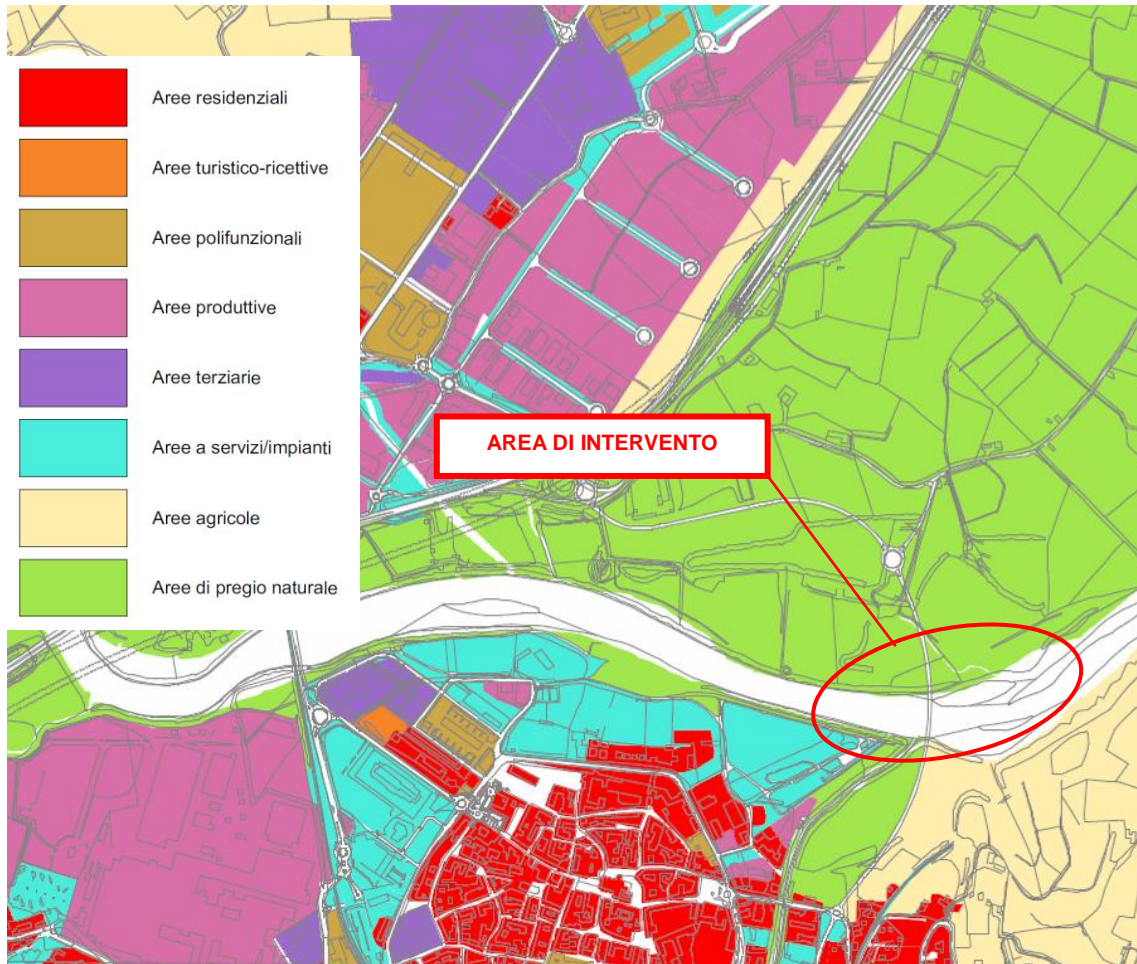 Aree residenziali
Aree turistico-ricettive
Aree polifunzionali
Aree produttive
Aree terziarie
Aree a servizi/impianti
Aree agricole
Aree di pregio naturale
AREA DI INTERVENTO